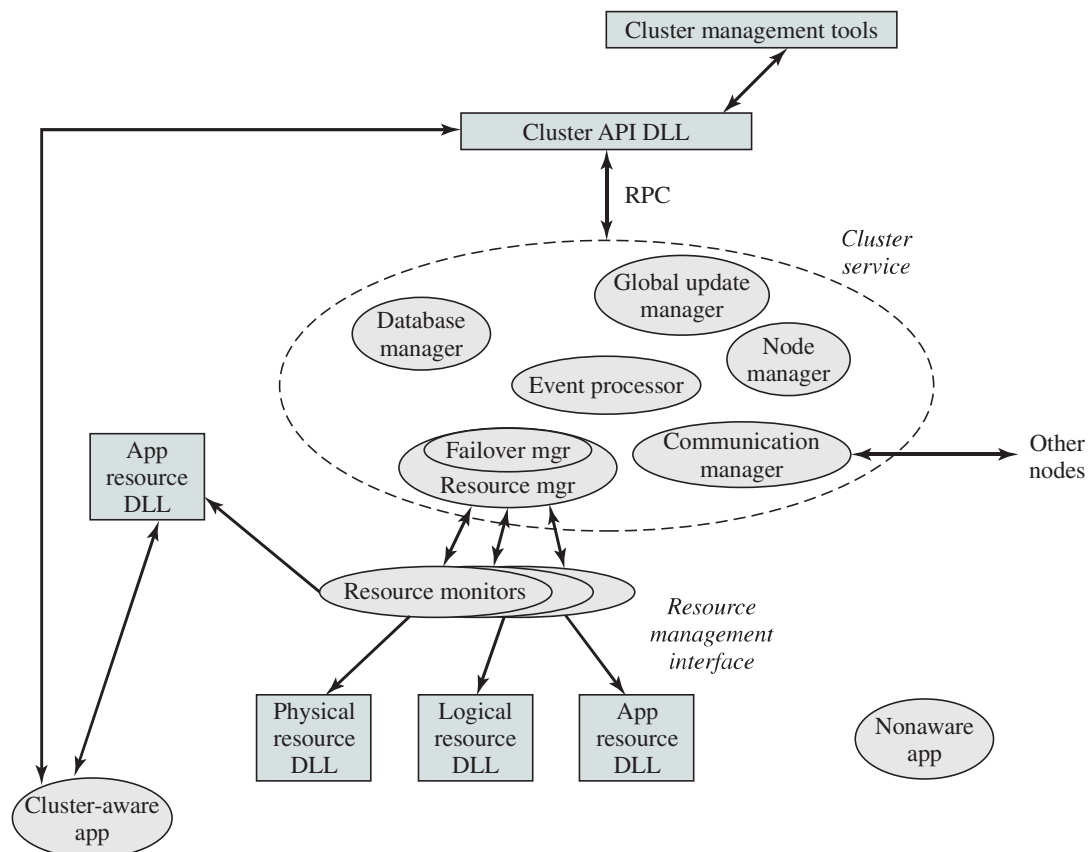 Cluster management tools
Cluster API DLL
RPC
Cluster
service
Global update
manager
Database
manager
Node
manager
Event processor
Failover mgr
Resource mgr
Communication
manager
Other
nodes
App
resource
DLL
Resource monitors
Resource
management
interface
Physical
resource
DLL
Logical
resource
DLL
App
resource
DLL
Nonaware
app
Cluster-aware
app